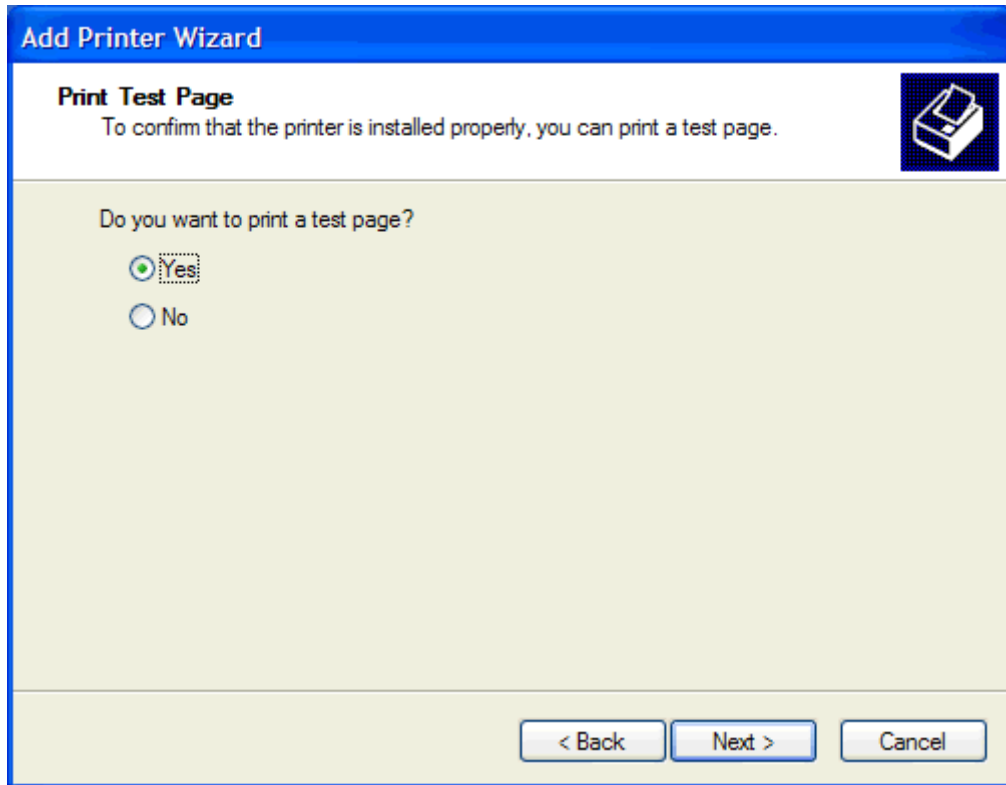 Add Printer Wizard
Print Test Page
To confirm that the printer is installed properly, you can print a test page.
Do you want to print a test page?
Yes
No
< Back Next > Cancel